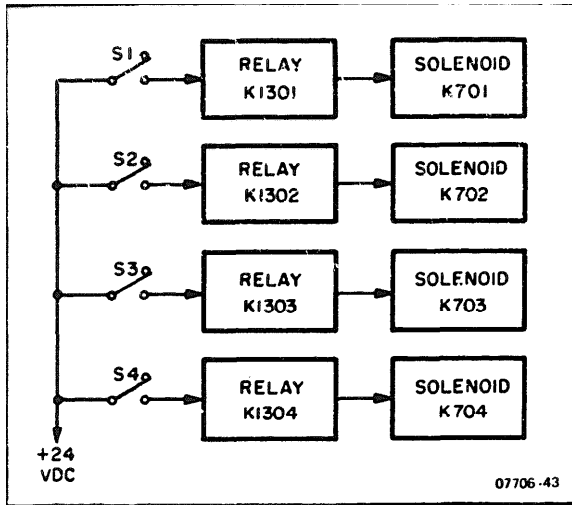 S1
RELAY
K1301
SOLENOID
K701
S2
RELAY
K1302
SOLENOID
K702
S3
RELAY
K1303
SOLENOID
K703
S4
RELAY
K1304
SOLENOID
K704
+24
VDC
07706-43